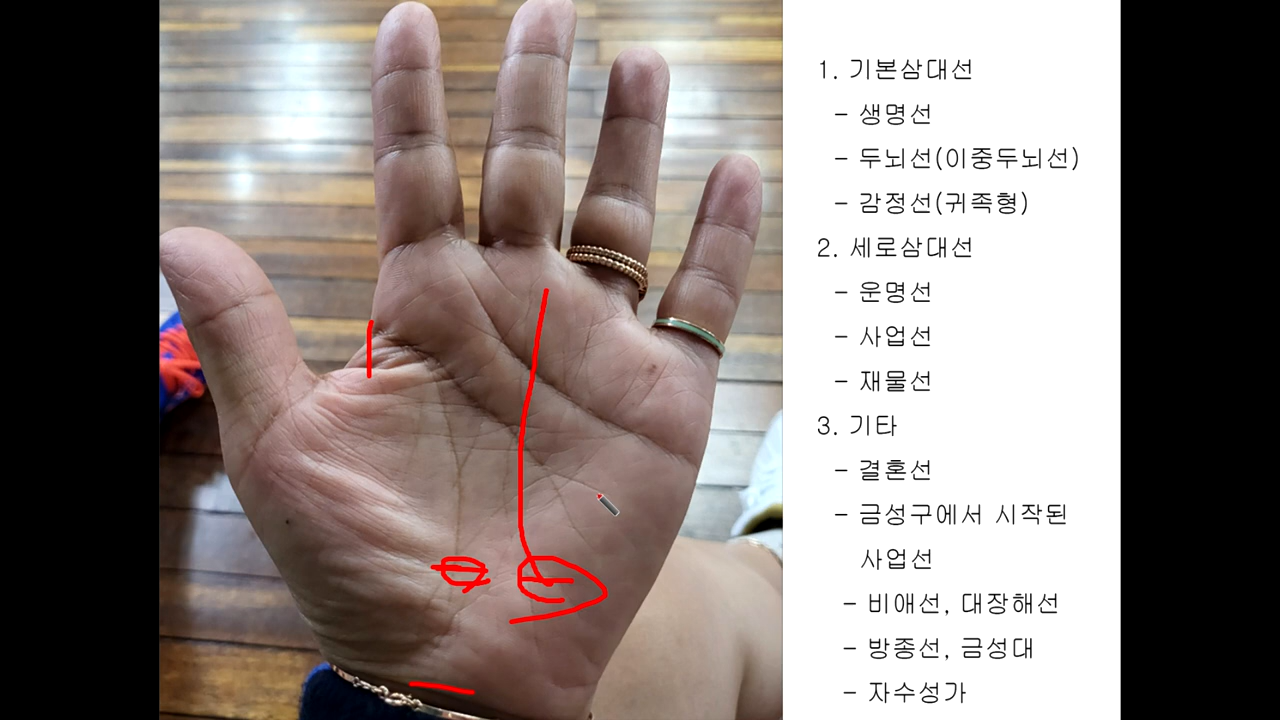 1. 기본삼대선
- 생명선
- 두뇌선(이중두뇌선)
- 감정선(귀족형)
2. 세로삼대선
- 운명선
- 사업선
- 재물선
3. 기타
- 결혼선
- 금성구에서 시작된
사업선
- 비애선, 대장해선
- 방종선, 금성대
- 자수성가